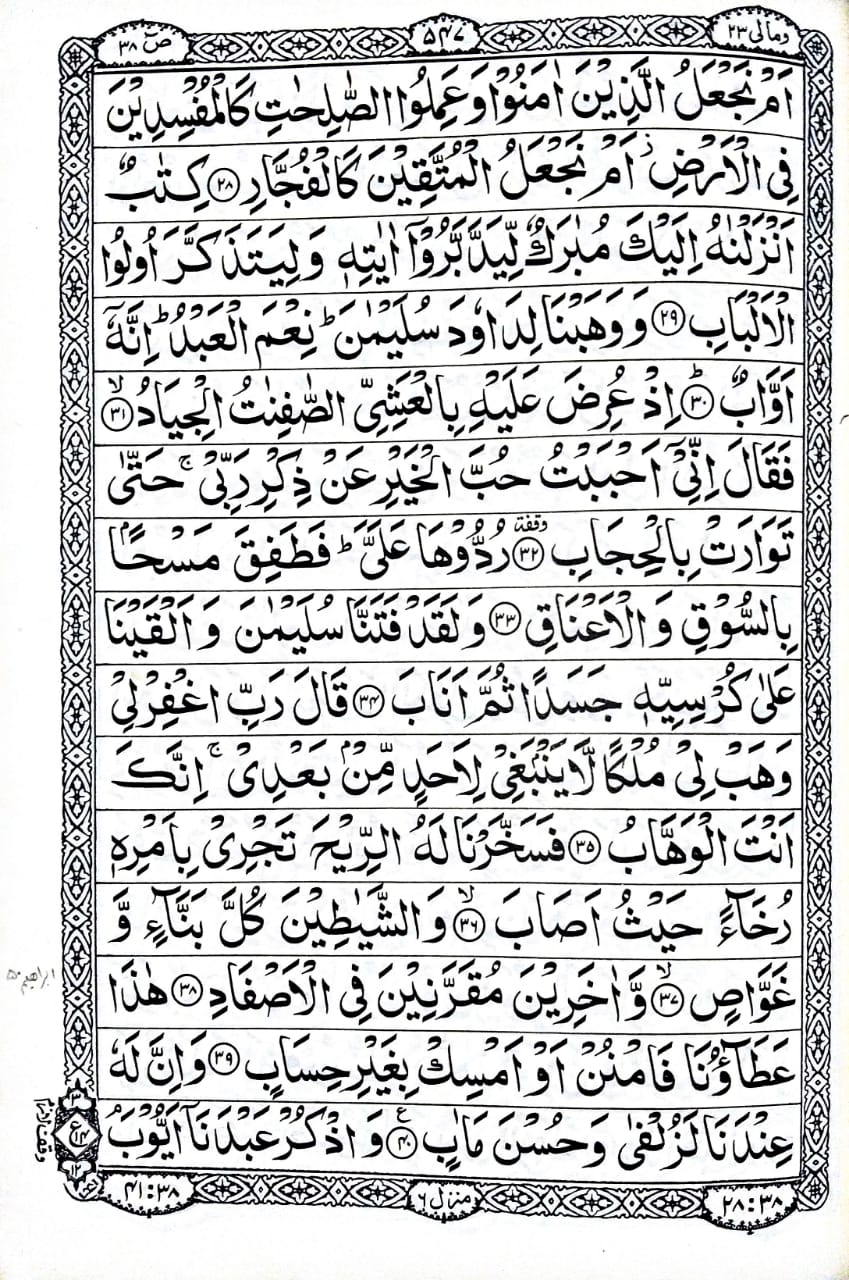 ومالی ۲۳
۵۴۷
صٓ ۳۸
اَمْ نَجْعَلُ الَّذِيْنَ اٰمَنُوْا وَعَمِلُوا الصّٰلِحٰتِ كَالْمُفْسِدِيْنَ
فِي الْاَرْضِ ۫ اَمْ نَجْعَلُ الْمُتَّقِيْنَ كَالْفُجَّارِ ﴿۲۸﴾ كِتٰبٌ
اَنْزَلْنٰهُ اِلَيْكَ مُبٰرَكٌ لِّيَدَّبَّرُوْۤا اٰيٰتِهٖ وَلِيَتَذَكَّرَ اُولُوا
الْاَلْبَابِ ﴿۲۹﴾ وَوَهَبْنَا لِدَاوٗدَ سُلَيْمٰنَ ؕ نِعْمَ الْعَبْدُ ؕ اِنَّهٗۤ
اَوَّابٌ ﴿۳۰﴾ؕ اِذْ عُرِضَ عَلَيْهِ بِالْعَشِيِّ الصّٰفِنٰتُ الْجِيَادُ ﴿۳۱﴾ۙ
فَقَالَ اِنِّيْۤ اَحْبَبْتُ حُبَّ الْخَيْرِ عَنْ ذِكْرِ رَبِّيْ ۚ حَتّٰى
تَوَارَتْ بِالْحِجَابِ ﴿۳۲﴾ وقفة رُدُّوْهَا عَلَيَّ ؕ فَطَفِقَ مَسْحًاۢ
بِالسُّوْقِ وَ الْاَعْنَاقِ ﴿۳۳﴾ وَلَقَدْ فَتَنَّا سُلَيْمٰنَ وَ اَلْقَيْنَا
عَلٰى كُرْسِيِّهٖ جَسَدًا ثُمَّ اَنَابَ ﴿۳۴﴾ قَالَ رَبِّ اغْفِرْ لِيْ
وَهَبْ لِيْ مُلْكًا لَّا يَنْۢبَغِيْ لِاَحَدٍ مِّنْۢ بَعْدِيْ ۚ اِنَّكَ
اَنْتَ الْوَهَّابُ ﴿۳۵﴾ فَسَخَّرْنَا لَهُ الرِّيْحَ تَجْرِيْ بِاَمْرِهٖ
رُخَآءً حَيْثُ اَصَابَ ﴿۳۶﴾ۙ وَالشَّيٰطِيْنَ كُلَّ بَنَّآءٍ وَّ
غَوَّاصٍ ﴿۳۷﴾ۙ وَّاٰخَرِيْنَ مُقَرَّنِيْنَ فِي الْاَصْفَادِ ﴿۳۸﴾ هٰذَا
ابراهیم ۵۰
عَطَآؤُنَا فَامْنُنْ اَوْ اَمْسِكْ بِغَيْرِ حِسَابٍ ﴿۳۹﴾ وَاِنَّ لَهٗ
عِنْدَنَا لَزُلْفٰى وَحُسْنَ مَاٰبٍ ﴿۴۰﴾ع وَ اذْكُرْ عَبْدَنَاۤ اَيُّوْبَ ۘ
۳
ع ۱۴
۱۲
۲۸:۳۸
منزل ۶
۴۱:۳۸